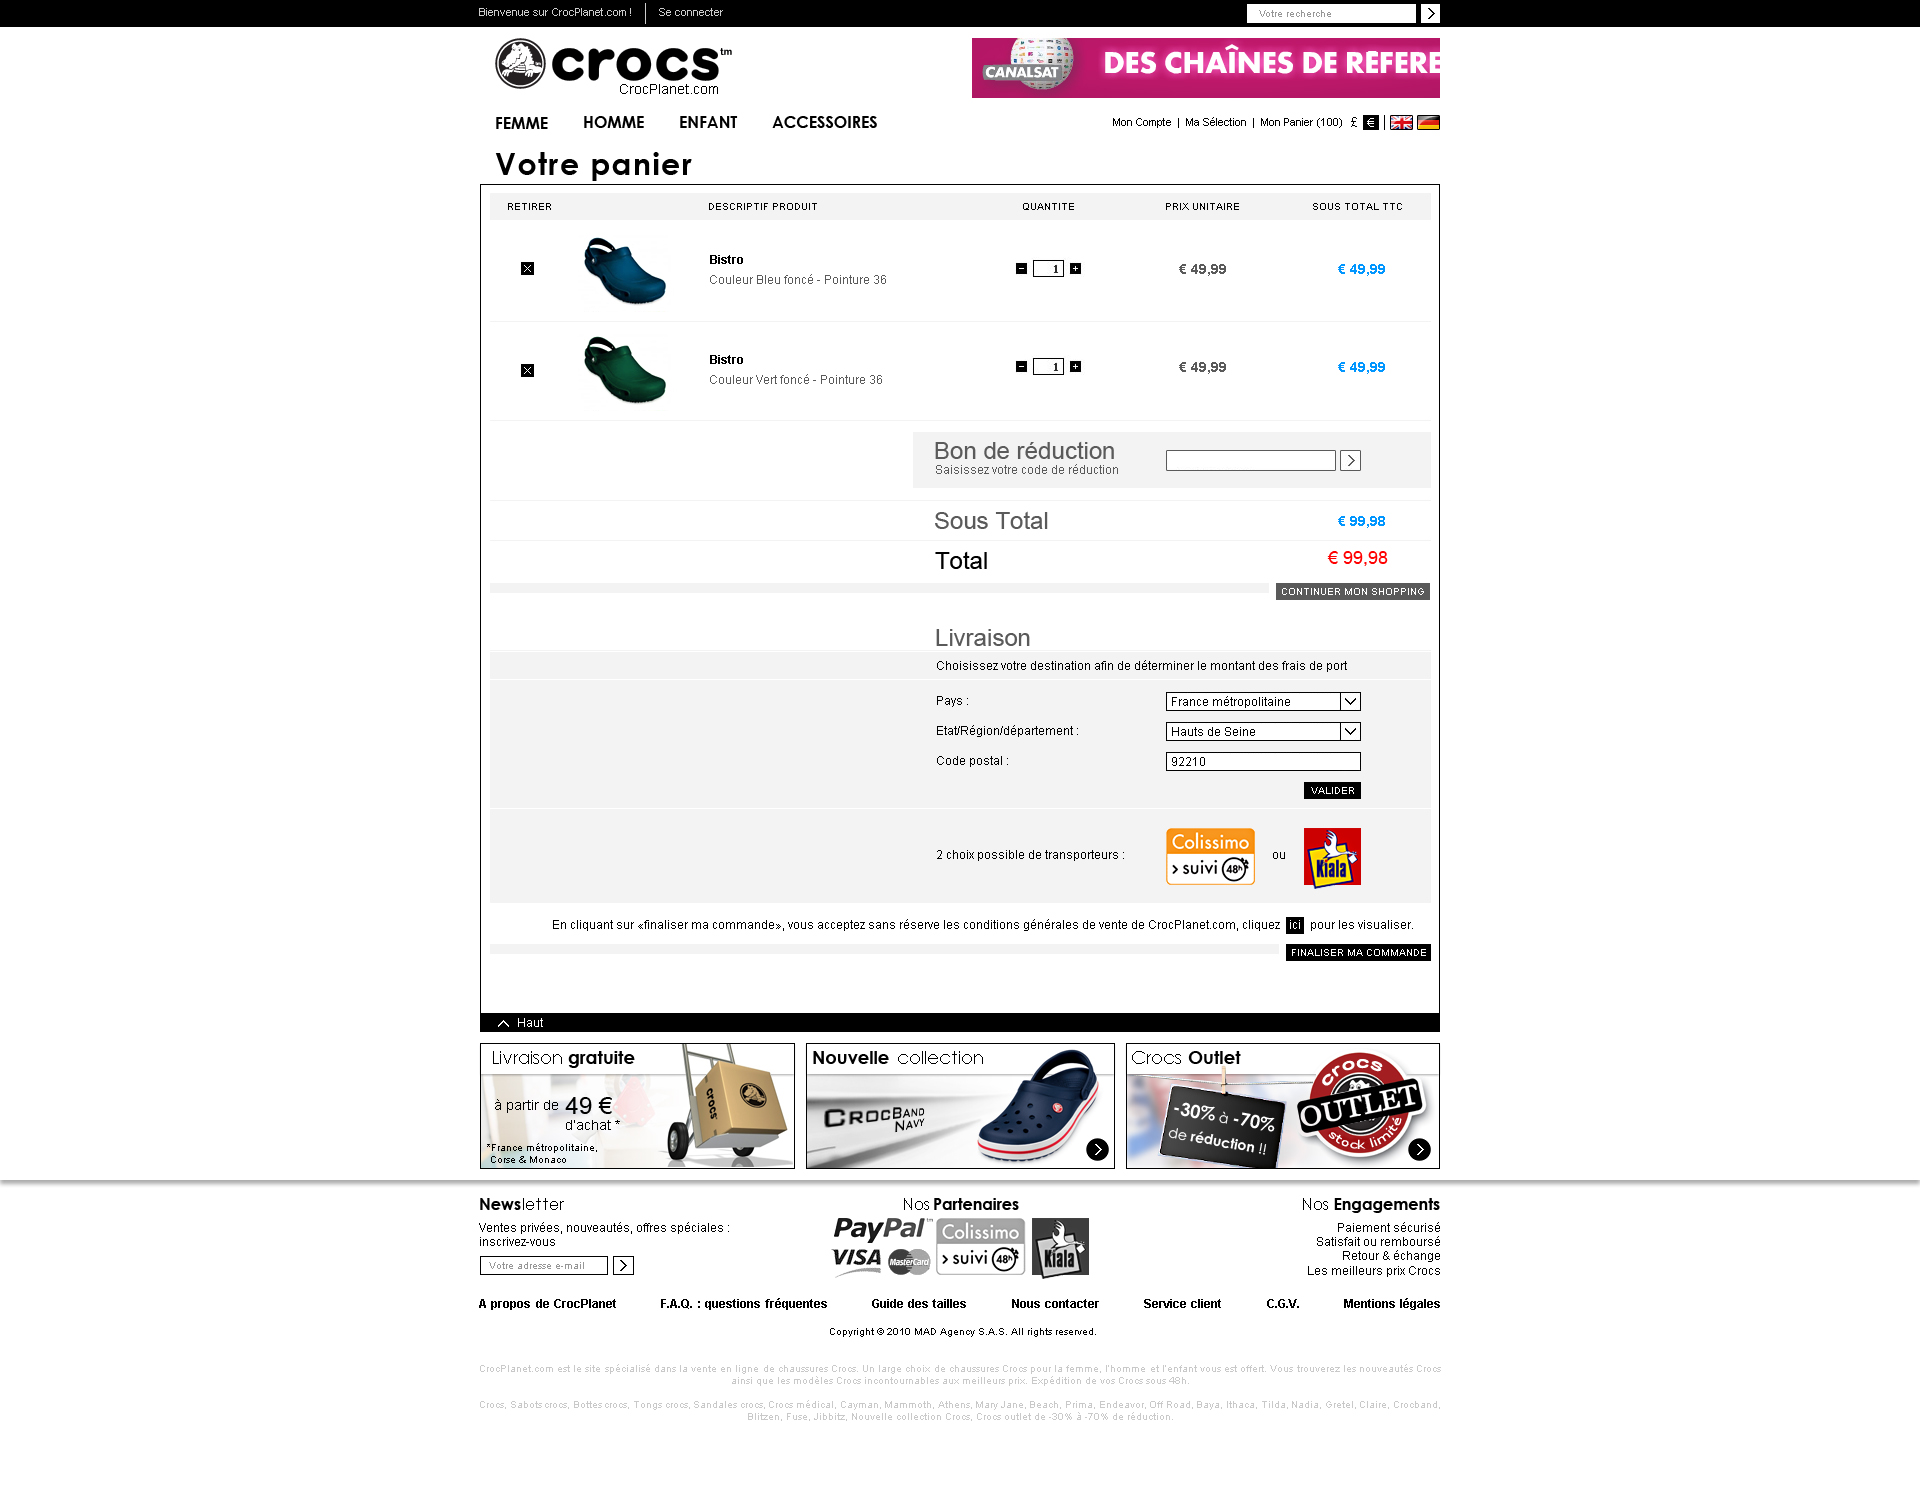 Bienvenue sur CrocPlanet.com ! Se connecter Votre recherche
crocs™
CrocPlanet.com
CANALSAT DES CHAÎNES DE RÉFÉRE
FEMME HOMME ENFANT ACCESSOIRES
Mon Compte | Ma Sélection | Mon Panier (100) £ € |
Votre panier
RETIRER DESCRIPTIF PRODUIT QUANTITE PRIX UNITAIRE SOUS TOTAL TTC
Bistro
Couleur Bleu foncé - Pointure 36
1 € 49,99 € 49,99
Bistro
Couleur Vert foncé - Pointure 36
1 € 49,99 € 49,99
Bon de réduction
Saisissez votre code de réduction
Sous Total € 99,98
Total € 99,98
CONTINUER MON SHOPPING
Livraison
Choisissez votre destination afin de déterminer le montant des frais de port
Pays : France métropolitaine
Etat/Région/département : Hauts de Seine
Code postal : 92210
VALIDER
2 choix possible de transporteurs : Colissimo > suivi 48h ou Kiala
En cliquant sur «finaliser ma commande», vous acceptez sans réserve les conditions générales de vente de CrocPlanet.com, cliquez ici pour les visualiser.
FINALISER MA COMMANDE
Haut
Livraison gratuite
à partir de 49 €
d'achat *
*France métropolitaine,
Corse & Monaco
crocs
Nouvelle collection
CROCBAND
NAVY
Crocs Outlet
-30% à -70%
de réduction !!
crocs
OUTLET
stock limité
Newsletter
Ventes privées, nouveautés, offres spéciales :
inscrivez-vous
Votre adresse e-mail
Nos Partenaires
PayPal™ Colissimo > suivi 48h Kiala
VISA MasterCard
Nos Engagements
Paiement sécurisé
Satisfait ou remboursé
Retour & échange
Les meilleurs prix Crocs
A propos de CrocPlanet F.A.Q. : questions fréquentes Guide des tailles Nous contacter Service client C.G.V. Mentions légales
Copyright © 2010 MAD Agency S.A.S. All rights reserved.
CrocPlanet.com est le site spécialisé dans la vente en ligne de chaussures Crocs. Un large choix de chaussures Crocs pour la femme, l'homme et l'enfant vous est offert. Vous trouverez les nouveautés Crocs
ainsi que les modèles Crocs incontournables aux meilleurs prix. Expédition de vos Crocs sous 48h.
Crocs, Sabots crocs, Bottes crocs, Tongs crocs, Sandales crocs, Crocs médical, Cayman, Mammoth, Athens, Mary Jane, Beach, Prima, Endeavor, Off Road, Baya, Ithaca, Tilda, Nadia, Gretel, Claire, Crocband,
Blitzen, Fuse, Jibbitz, Nouvelle collection Crocs, Crocs outlet de -30% à -70% de réduction.